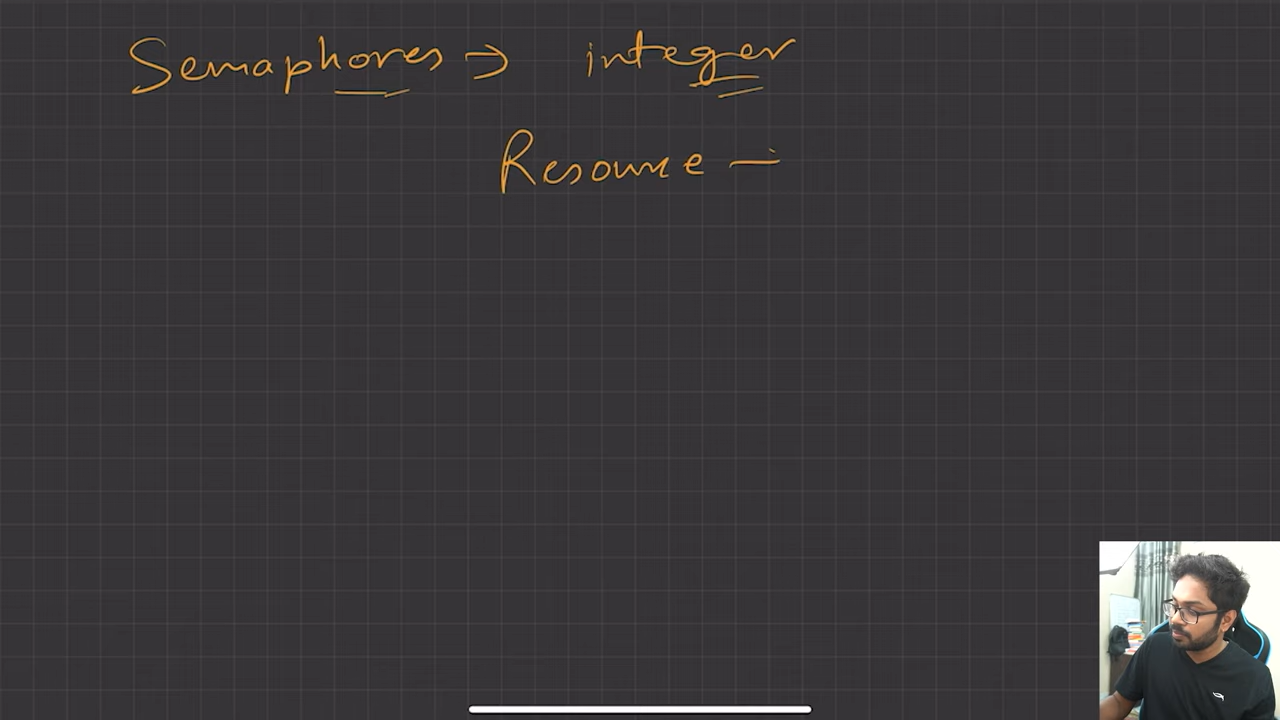 Semaphores → integer
Resource —